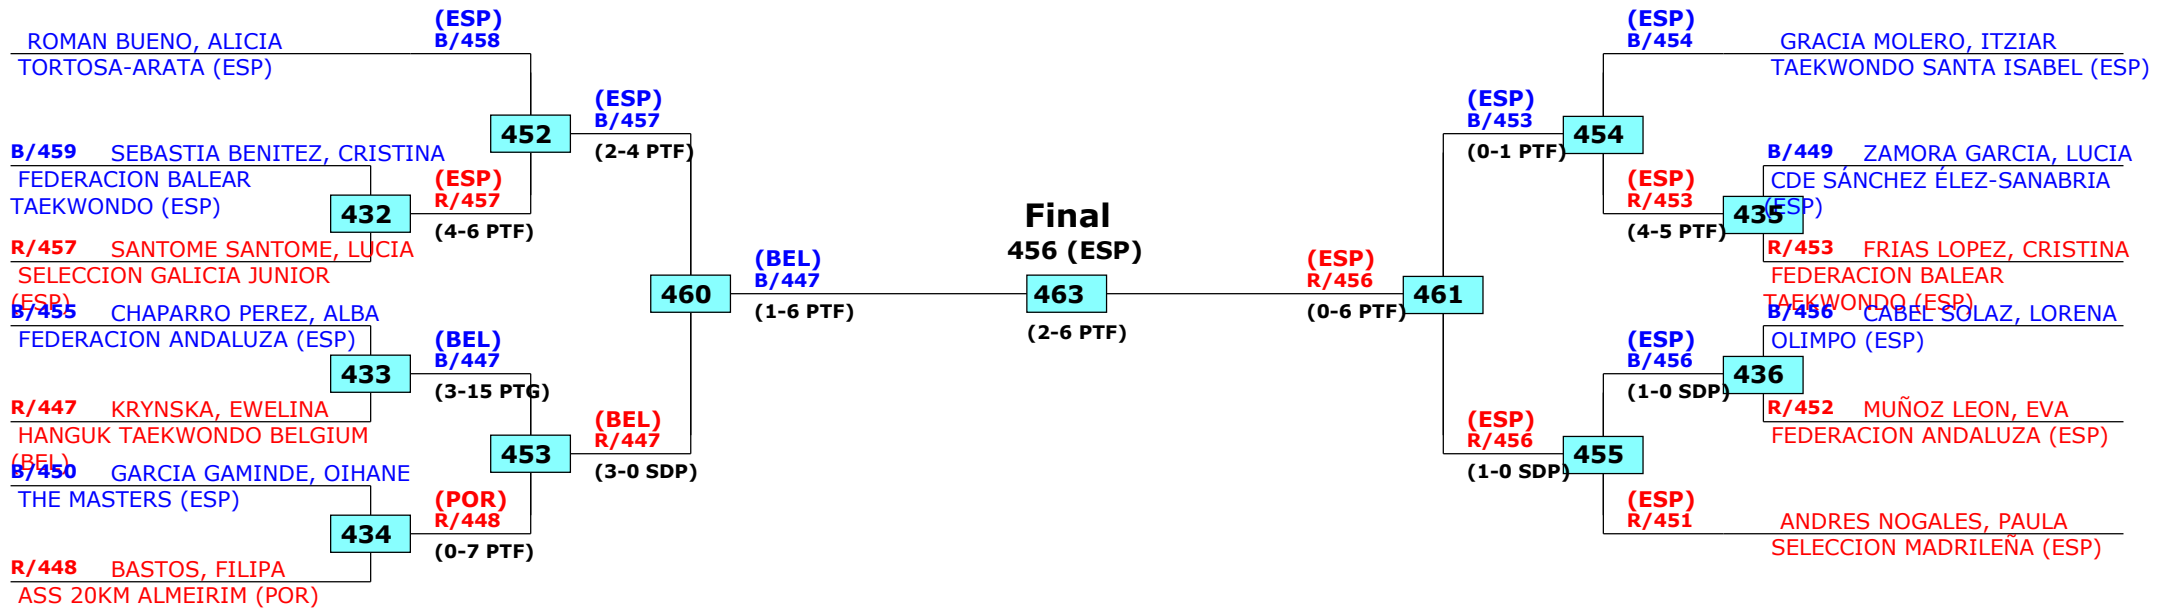 (ESP)
B/458
ROMAN BUENO, ALICIA
TORTOSA-ARATA (ESP)
452
(ESP)
B/457
(2-4 PTF)
B/459 SEBASTIA BENITEZ, CRISTINA
FEDERACION BALEAR
TAEKWONDO (ESP)
432
(ESP)
R/457
(4-6 PTF)
R/457 SANTOME SANTOME, LUCIA
SELECCION GALICIA JUNIOR
(ESP)
460
(BEL)
B/447
(1-6 PTF)
B/455 CHAPARRO PEREZ, ALBA
FEDERACION ANDALUZA (ESP)
433
(BEL)
B/447
(3-15 PTG)
R/447 KRYNSKA, EWELINA
HANGUK TAEKWONDO BELGIUM
(BEL)
453
(BEL)
R/447
(3-0 SDP)
B/450 GARCIA GAMINDE, OIHANE
THE MASTERS (ESP)
434
(POR)
R/448
(0-7 PTF)
R/448 BASTOS, FILIPA
ASS 20KM ALMEIRIM (POR)
Final
456 (ESP)
463
(2-6 PTF)
(ESP)
R/456
(0-6 PTF)
461
(ESP)
B/453
(0-1 PTF)
454
(ESP)
B/454
GRACIA MOLERO, ITZIAR
TAEKWONDO SANTA ISABEL (ESP)
(ESP)
R/453
(4-5 PTF)
435
B/449 ZAMORA GARCIA, LUCIA
CDE SÁNCHEZ ÉLEZ-SANABRIA
(ESP)
R/453 FRIAS LOPEZ, CRISTINA
FEDERACION BALEAR
TAEKWONDO (ESP)
(ESP)
R/456
(1-0 SDP)
455
(ESP)
B/456
(1-0 SDP)
436
B/456 CABEL SOLAZ, LORENA
OLIMPO (ESP)
R/452 MUÑOZ LEON, EVA
FEDERACION ANDALUZA (ESP)
(ESP)
R/451
ANDRES NOGALES, PAULA
SELECCION MADRILEÑA (ESP)